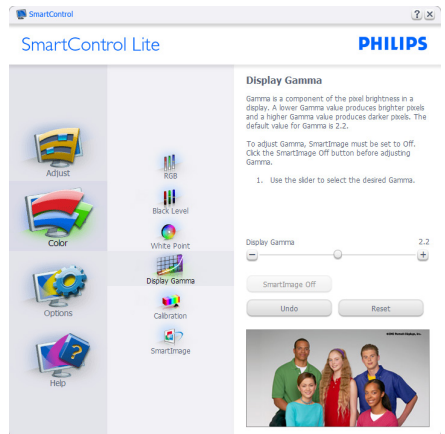 SmartControl
SmartControl Lite
PHILIPS
Adjust
Color
Options
Help
RGB
Black Level
White Point
Display Gamma
Calibration
SmartImage
Display Gamma
Gamma is a component of the pixel brightness in a
display. A lower Gamma value produces brighter pixels
and a higher Gamma value produces darker pixels. The
default value for Gamma is 2.2.
To adjust Gamma, SmartImage must be set to Off.
Click the SmartImage Off button before adjusting
Gamma.
1. Use the slider to select the desired Gamma.
Display Gamma 2.2
SmartImage Off
Undo Reset